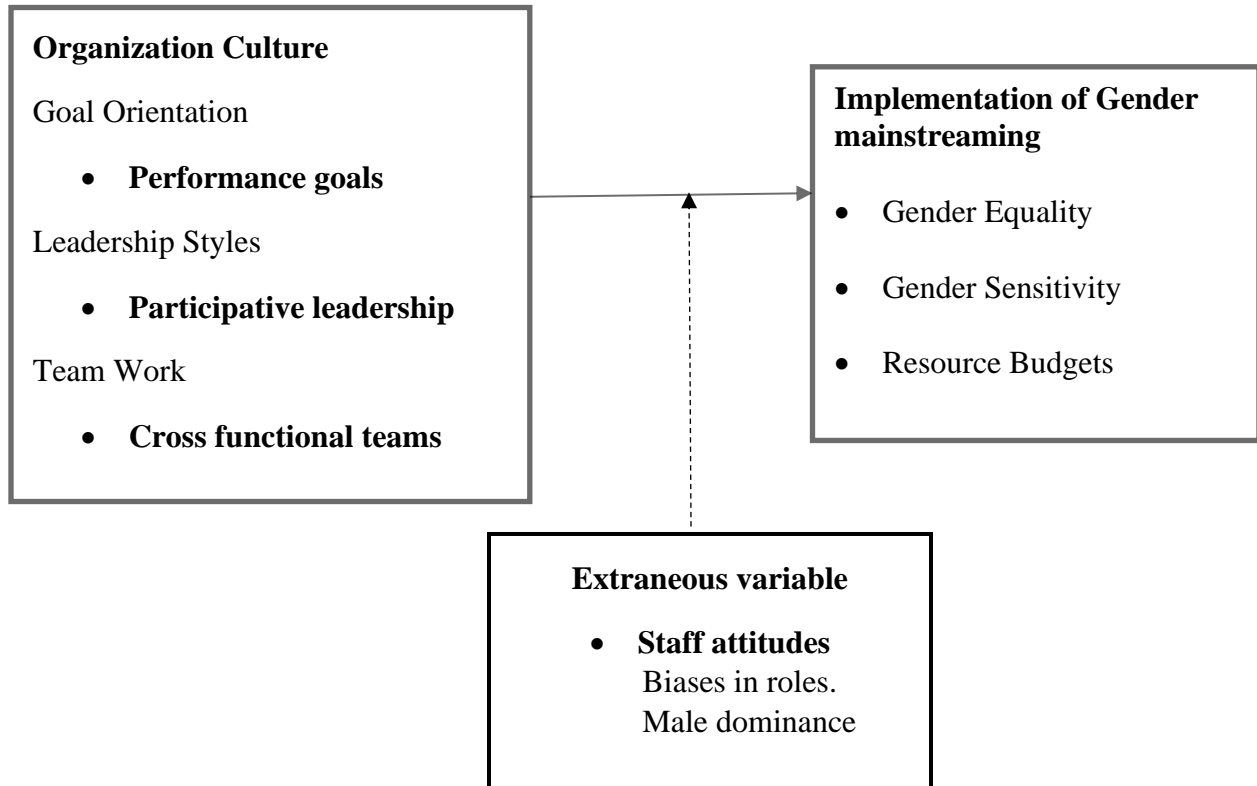 Organization Culture
Goal Orientation
• Performance goals
Leadership Styles
• Participative leadership
Team Work
• Cross functional teams
Implementation of Gender
mainstreaming
• Gender Equality
• Gender Sensitivity
• Resource Budgets
Extraneous variable
• Staff attitudes
Biases in roles.
Male dominance